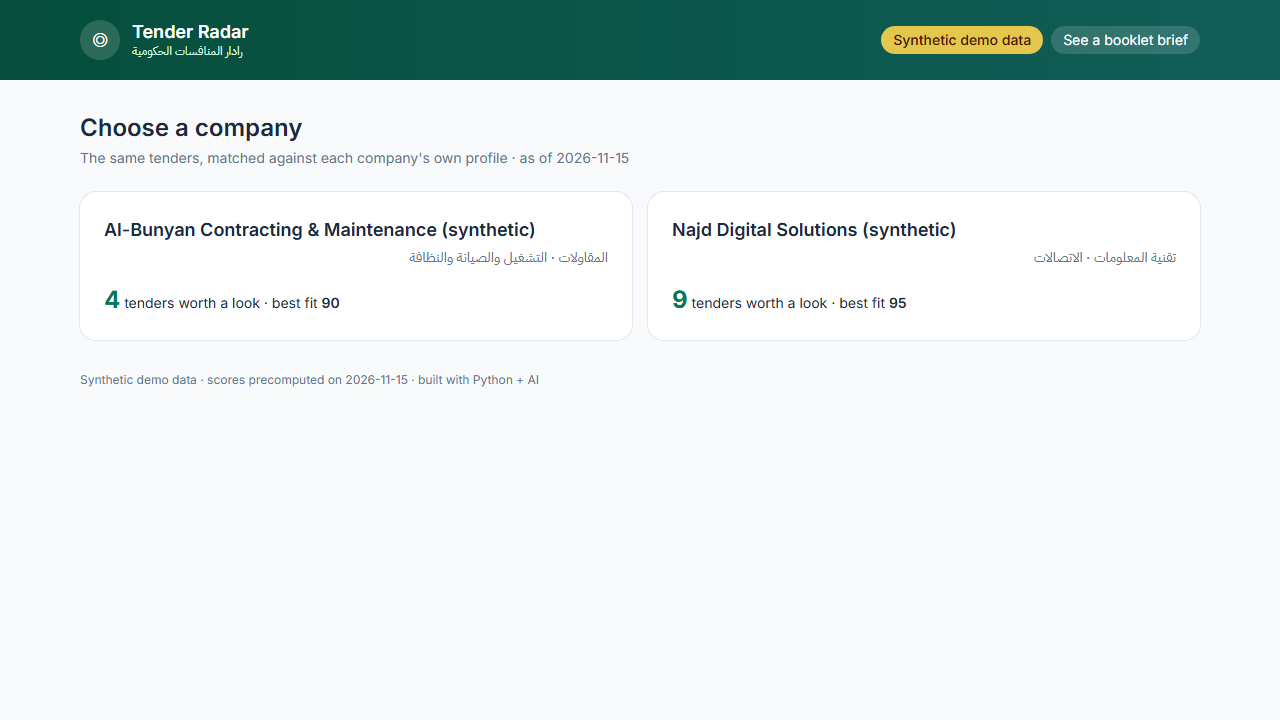 Tender Radar
رادار المنافسات الحكومية
Synthetic demo data
See a booklet brief
Choose a company
The same tenders, matched against each company's own profile · as of 2026-11-15
Al-Bunyan Contracting & Maintenance (synthetic)
المقاولات · التشغيل والصيانة والنظافة
4 tenders worth a look · best fit 90
Najd Digital Solutions (synthetic)
تقنية المعلومات · الاتصالات
9 tenders worth a look · best fit 95
Synthetic demo data · scores precomputed on 2026-11-15 · built with Python + AI